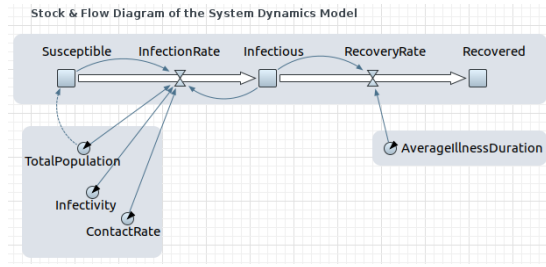 Stock & Flow Diagram of the System Dynamics Model
Susceptible InfectionRate Infectious RecoveryRate Recovered
TotalPopulation
AverageIllnessDuration
Infectivity
ContactRate